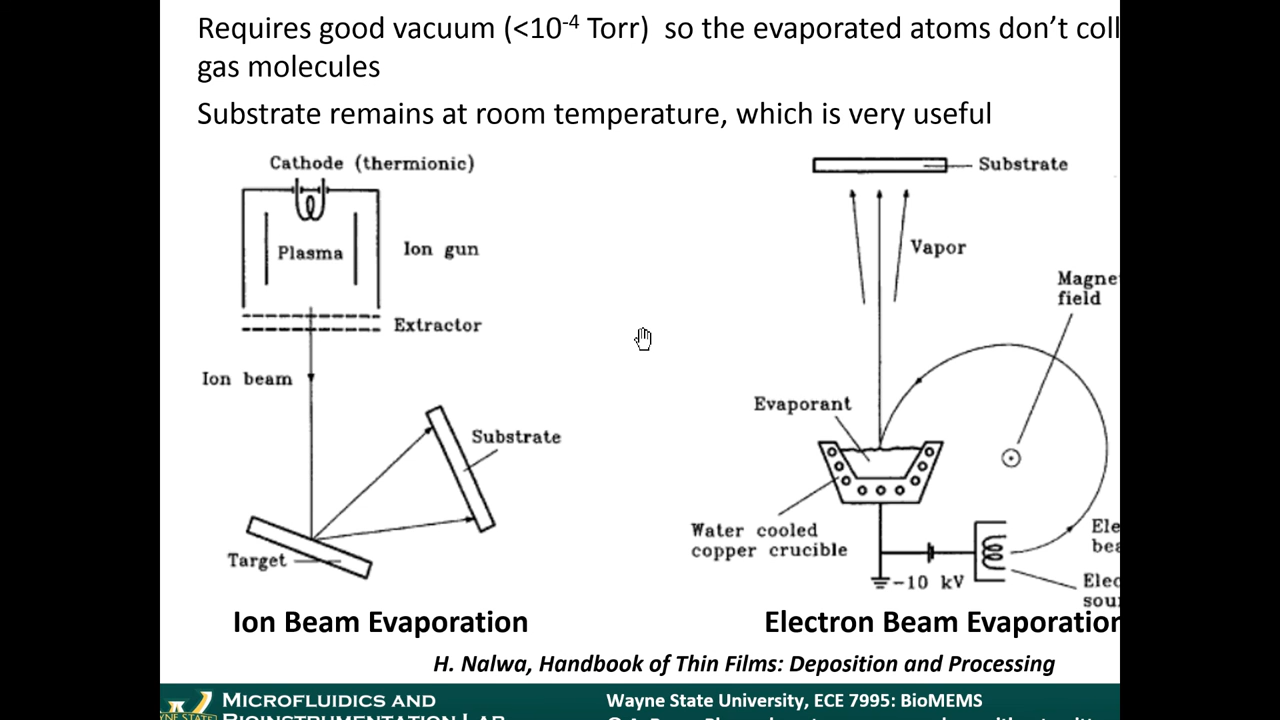 Requires good vacuum (<10-4 Torr) so the evaporated atoms don't coll
gas molecules
Substrate remains at room temperature, which is very useful
Cathode (thermionic)
Plasma
Ion gun
Extractor
Ion beam
Substrate
Target
Ion Beam Evaporation
Substrate
Vapor
Magne
field
Evaporant
Water cooled
copper crucible
-10 kV
Ele
bea
Elec
sou
Electron Beam Evaporation
H. Nalwa, Handbook of Thin Films: Deposition and Processing
MICROFLUIDICS AND
BIOINSTRUMENTATION LAB
Wayne State University, ECE 7995: BioMEMS